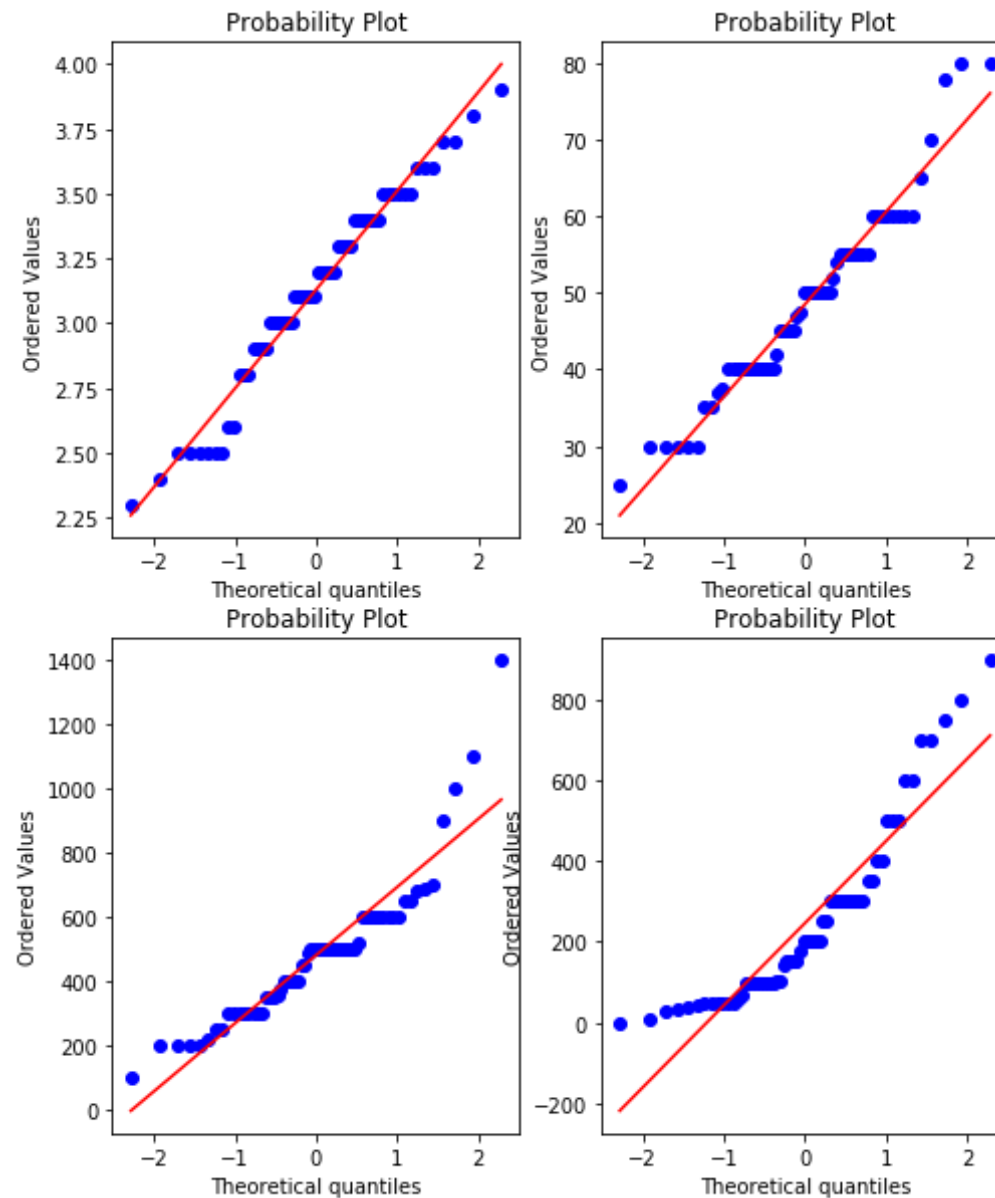 Probability Plot
4.00
3.75
3.50
3.25
3.00
2.75
2.50
2.25
Ordered Values
−2 −1 0 1 2
Theoretical quantiles
Probability Plot
80
70
60
50
40
30
20
Ordered Values
−2 −1 0 1 2
Theoretical quantiles
Probability Plot
1400
1200
1000
800
600
400
200
0
Ordered Values
−2 −1 0 1 2
Theoretical quantiles
Probability Plot
800
600
400
200
0
−200
Ordered Values
−2 −1 0 1 2
Theoretical quantiles